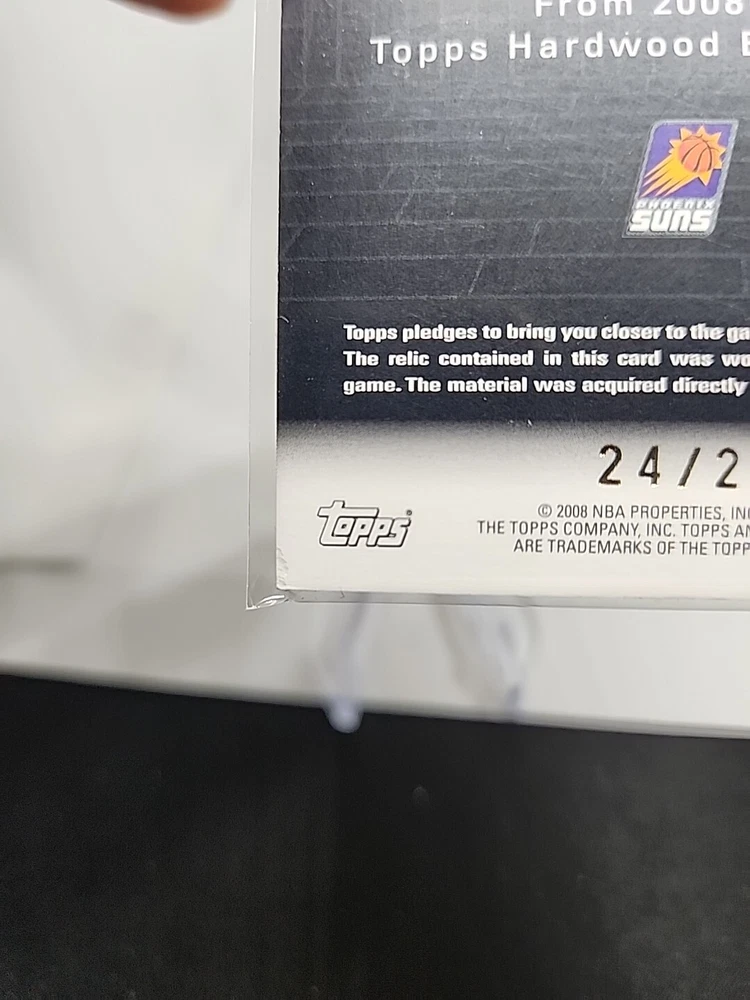 From 2008
Topps Hardwood
PHOENIX
SUNS
Topps pledges to bring you closer to the
The relic contained in this card was
game. The material was acquired directly
24/2
Topps®
© 2008 NBA PROPERTIES,
THE TOPPS COMPANY, INC. TOPPS
ARE TRADEMARKS OF THE